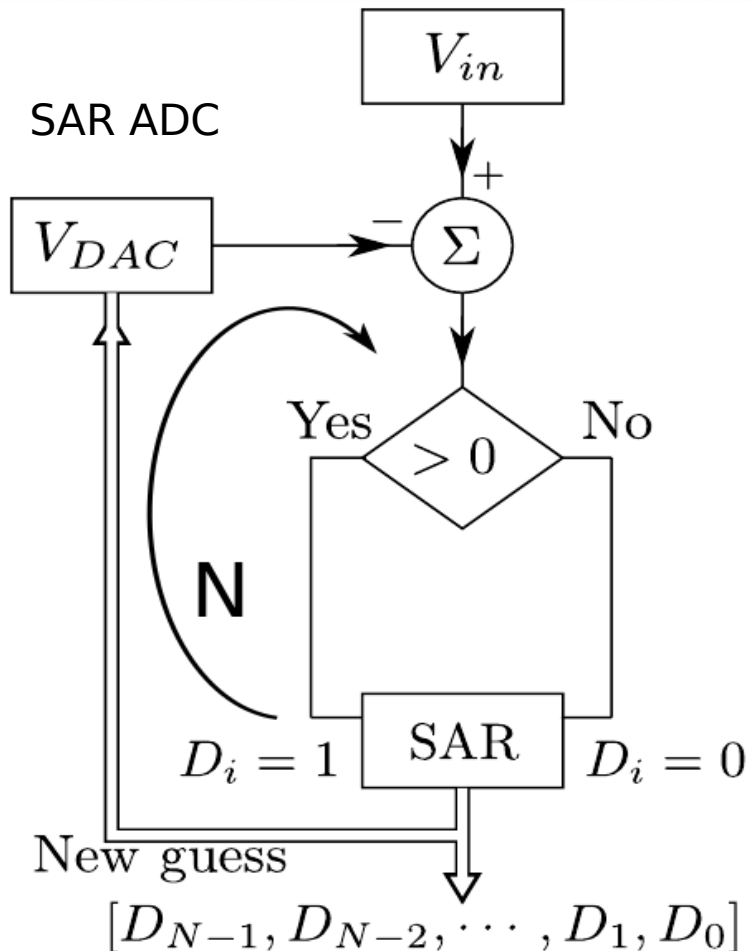 V_{in}
SAR ADC
+
V_{DAC}
−
Σ
Yes
> 0
No
N
D_i = 1
SAR
D_i = 0
New guess
[D_{N−1}, D_{N−2}, ⋯ , D_1, D_0]